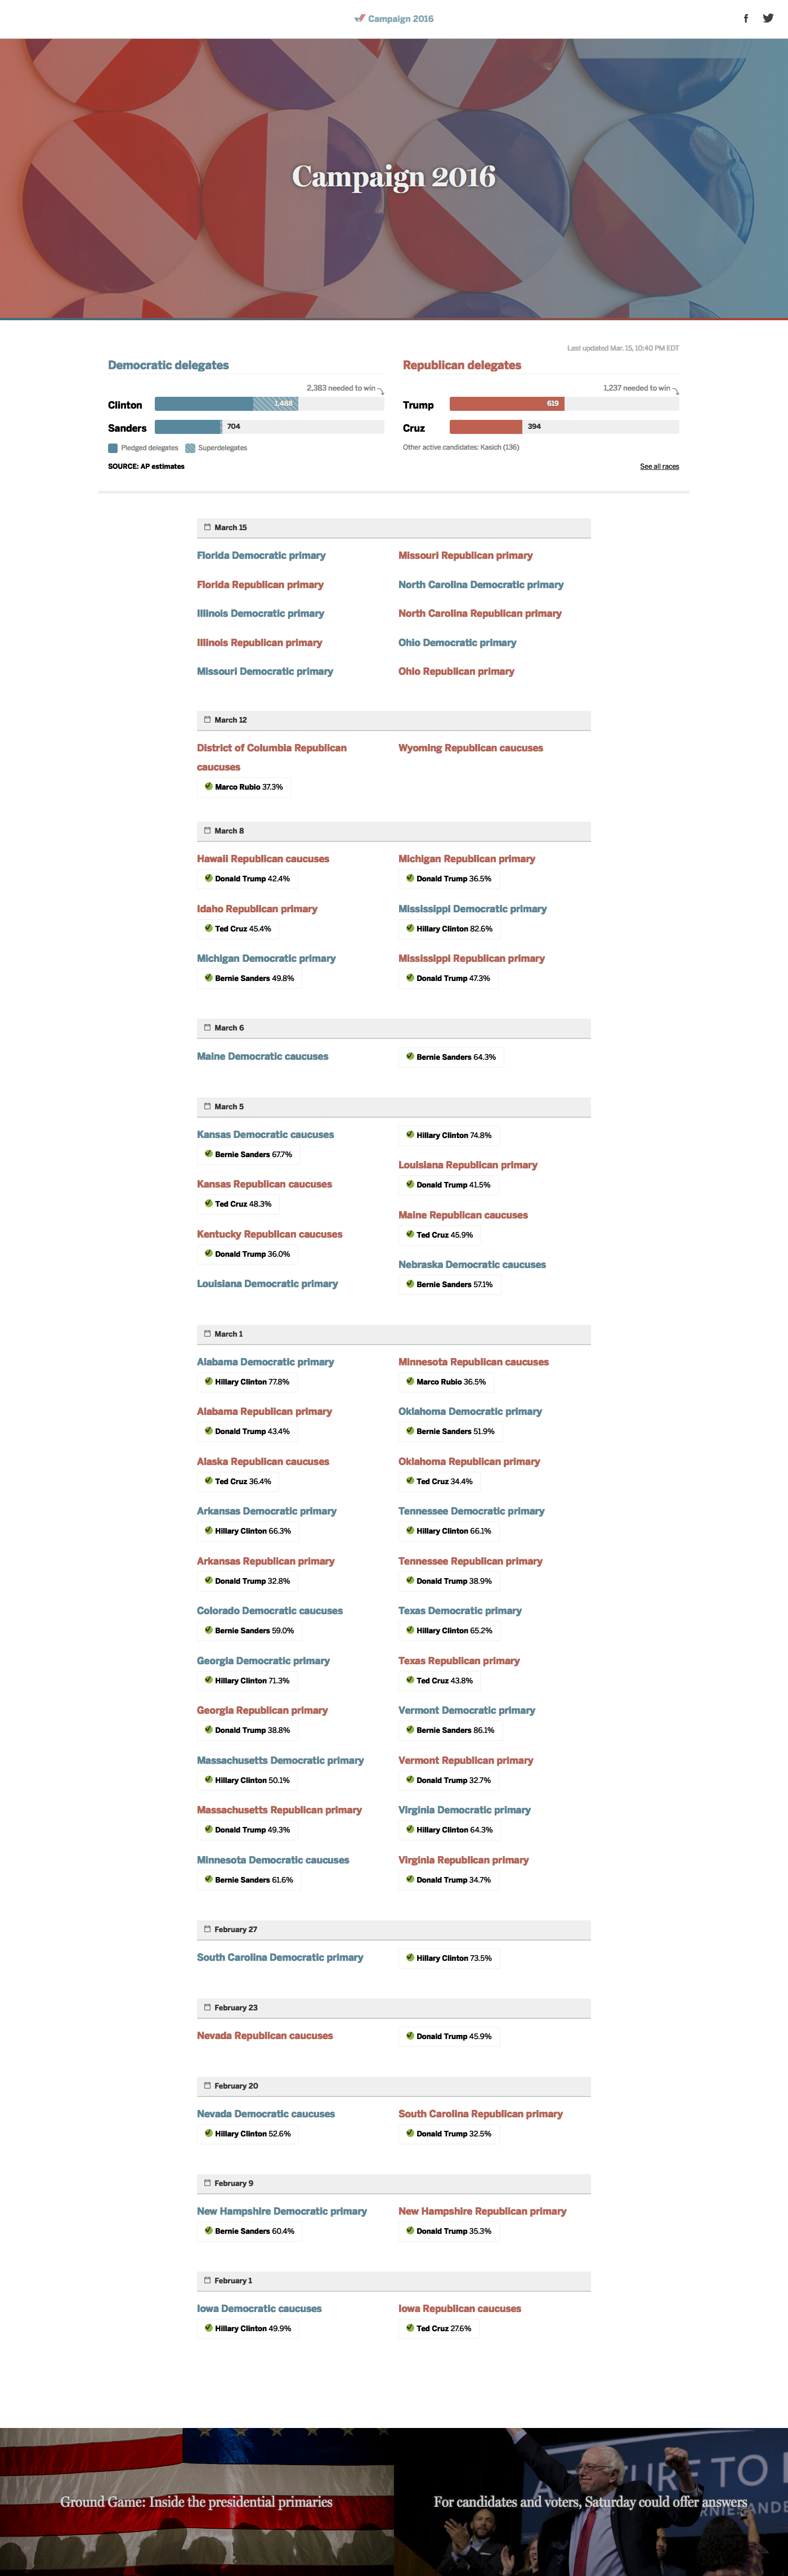 Campaign 2016
Campaign 2016
Last updated Mar. 15, 10:40 PM EDT
Democratic delegates
2,383 needed to win
Clinton 1,488
Sanders 704
Pledged delegates Superdelegates
SOURCE: AP estimates
Republican delegates
1,237 needed to win
Trump 619
Cruz 394
Other active candidates: Kasich (136)
See all races
March 15
Florida Democratic primary
Florida Republican primary
Illinois Democratic primary
Illinois Republican primary
Missouri Democratic primary
Missouri Republican primary
North Carolina Democratic primary
North Carolina Republican primary
Ohio Democratic primary
Ohio Republican primary
March 12
District of Columbia Republican
caucuses
Marco Rubio 37.3%
Wyoming Republican caucuses
March 8
Hawaii Republican caucuses
Donald Trump 42.4%
Idaho Republican primary
Ted Cruz 45.4%
Michigan Democratic primary
Bernie Sanders 49.8%
Michigan Republican primary
Donald Trump 36.5%
Mississippi Democratic primary
Hillary Clinton 82.6%
Mississippi Republican primary
Donald Trump 47.3%
March 6
Maine Democratic caucuses
Bernie Sanders 64.3%
March 5
Kansas Democratic caucuses
Bernie Sanders 67.7%
Kansas Republican caucuses
Ted Cruz 48.3%
Kentucky Republican caucuses
Donald Trump 36.0%
Louisiana Democratic primary
Hillary Clinton 74.8%
Louisiana Republican primary
Donald Trump 41.5%
Maine Republican caucuses
Ted Cruz 45.9%
Nebraska Democratic caucuses
Bernie Sanders 57.1%
March 1
Alabama Democratic primary
Hillary Clinton 77.8%
Alabama Republican primary
Donald Trump 43.4%
Alaska Republican caucuses
Ted Cruz 36.4%
Arkansas Democratic primary
Hillary Clinton 66.3%
Arkansas Republican primary
Donald Trump 32.8%
Colorado Democratic caucuses
Bernie Sanders 59.0%
Georgia Democratic primary
Hillary Clinton 71.3%
Georgia Republican primary
Donald Trump 38.8%
Massachusetts Democratic primary
Hillary Clinton 50.1%
Massachusetts Republican primary
Donald Trump 49.3%
Minnesota Democratic caucuses
Bernie Sanders 61.6%
Minnesota Republican caucuses
Marco Rubio 36.5%
Oklahoma Democratic primary
Bernie Sanders 51.9%
Oklahoma Republican primary
Ted Cruz 34.4%
Tennessee Democratic primary
Hillary Clinton 66.1%
Tennessee Republican primary
Donald Trump 38.9%
Texas Democratic primary
Hillary Clinton 65.2%
Texas Republican primary
Ted Cruz 43.8%
Vermont Democratic primary
Bernie Sanders 86.1%
Vermont Republican primary
Donald Trump 32.7%
Virginia Democratic primary
Hillary Clinton 64.3%
Virginia Republican primary
Donald Trump 34.7%
February 27
South Carolina Democratic primary
Hillary Clinton 73.5%
February 23
Nevada Republican caucuses
Donald Trump 45.9%
February 20
Nevada Democratic caucuses
Hillary Clinton 52.6%
South Carolina Republican primary
Donald Trump 32.5%
February 9
New Hampshire Democratic primary
Bernie Sanders 60.4%
New Hampshire Republican primary
Donald Trump 35.3%
February 1
Iowa Democratic caucuses
Hillary Clinton 49.9%
Iowa Republican caucuses
Ted Cruz 27.6%
Ground Game: Inside the presidential primaries
For candidates and voters, Saturday could offer answers